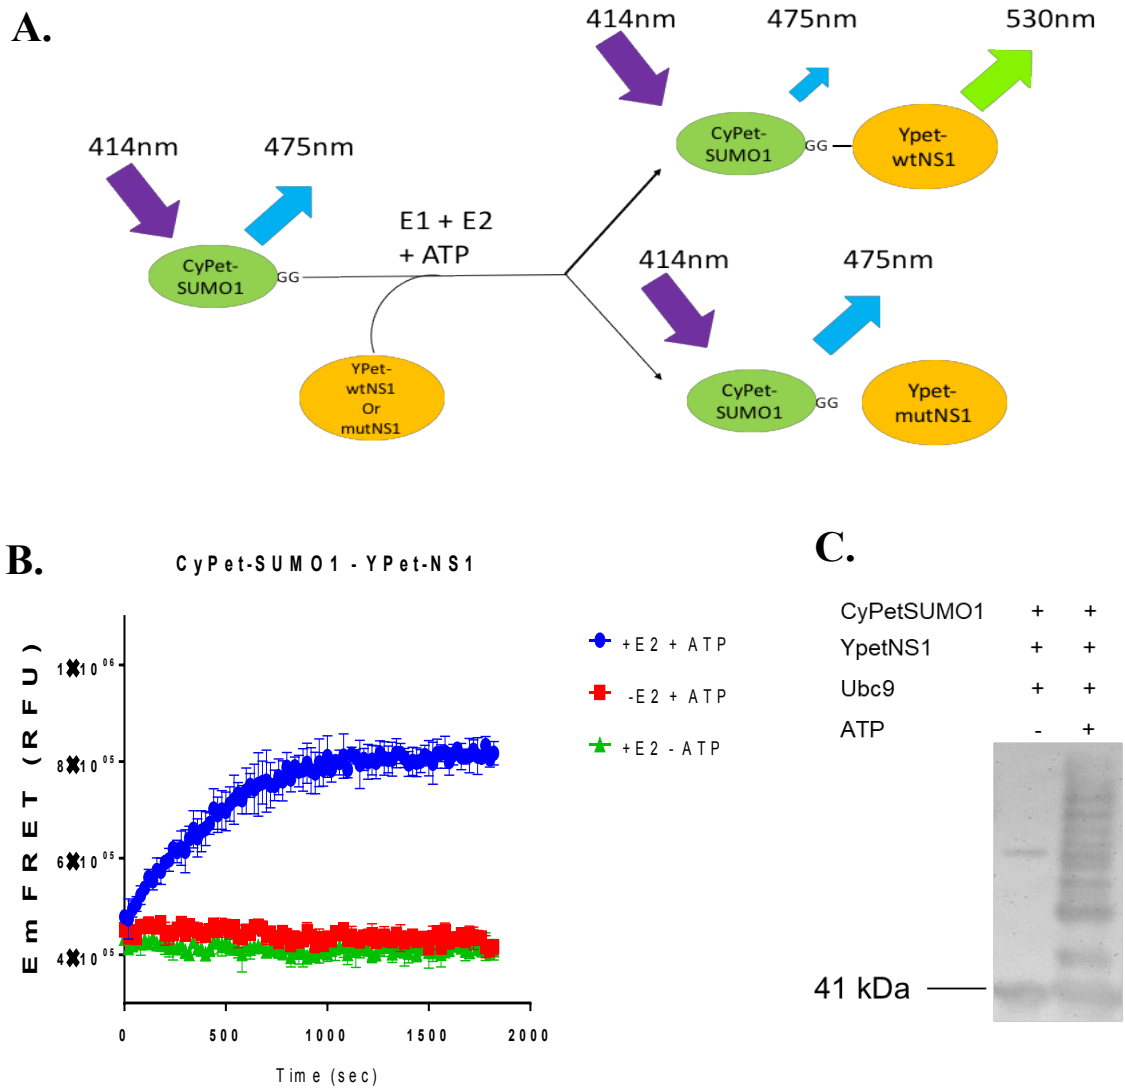 A.
414nm
475nm
530nm
CyPet-
SUMO1
GG
Ypet-
wtNS1
414nm
475nm
CyPet-
SUMO1
GG
E1 + E2
+ ATP
YPet-
wtNS1
Or
mutNS1
414nm
475nm
CyPet-
SUMO1
GG
Ypet-
mutNS1
B.
CyPet-SUMO1 - YPet-NS1
EmFRET (RFU)
1✖10⁰⁶
8✖10⁰⁵
6✖10⁰⁵
4✖10⁰⁵
0 500 1000 1500 2000
Time (sec)
+E2 + ATP
-E2 + ATP
+E2 - ATP
C.
CyPetSUMO1 + +
YpetNS1 + +
Ubc9 + +
ATP - +
41 kDa